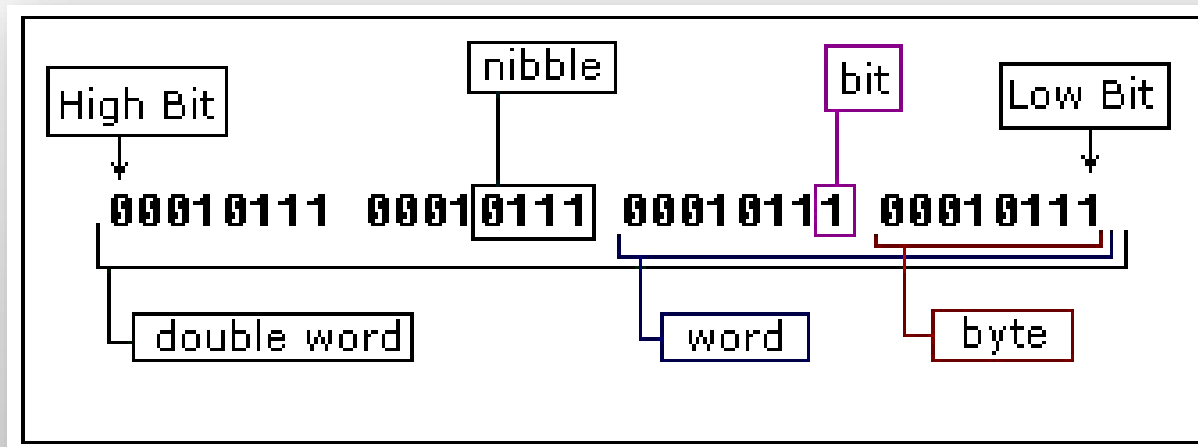 nibble
bit
High Bit
Low Bit
00010111 00010111 00010111 00010111
double word
word
byte